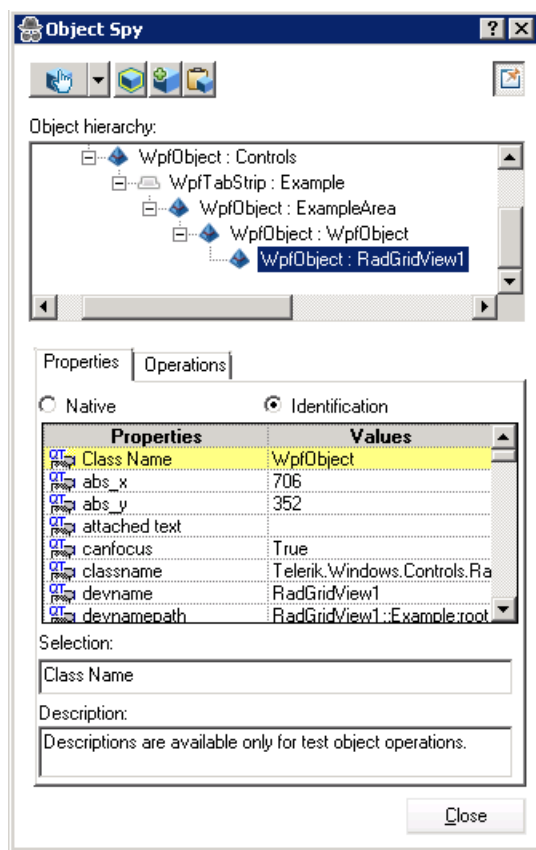 Object Spy
Object hierarchy:
WpfObject : Controls
WpfTabStrip : Example
WpfObject : ExampleArea
WpfObject : WpfObject
WpfObject : RadGridView1
Properties Operations
Native Identification
Properties Values
Class Name WpfObject
abs_x 706
abs_y 352
attached text
canfocus True
classname Telerik.Windows.Controls.Ra
devname RadGridView1
devnamepath RadGridView1;:Example;root
Selection:
Class Name
Description:
Descriptions are available only for test object operations.
Close